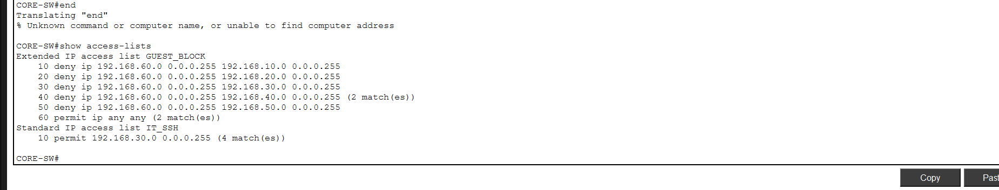 CORE-SW#end
Translating "end"
% Unknown command or computer name, or unable to find computer address
CORE-SW#show access-lists
Extended IP access list GUEST_BLOCK
10 deny ip 192.168.60.0 0.0.0.255 192.168.10.0 0.0.0.255
20 deny ip 192.168.60.0 0.0.0.255 192.168.20.0 0.0.0.255
30 deny ip 192.168.60.0 0.0.0.255 192.168.30.0 0.0.0.255
40 deny ip 192.168.60.0 0.0.0.255 192.168.40.0 0.0.0.255 (2 match(es))
50 deny ip 192.168.60.0 0.0.0.255 192.168.50.0 0.0.0.255
60 permit ip any any (2 match(es))
Standard IP access list IT_SSH
10 permit 192.168.30.0 0.0.0.255 (4 match(es))
CORE-SW#
Copy Past